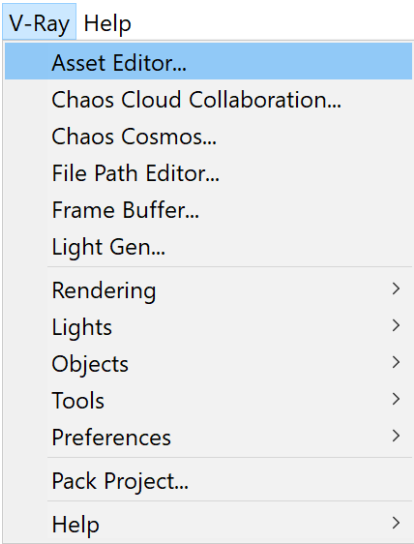 V-Ray Help
Asset Editor...
Chaos Cloud Collaboration...
Chaos Cosmos...
File Path Editor...
Frame Buffer...
Light Gen...
Rendering
Lights
Objects
Tools
Preferences
Pack Project...
Help